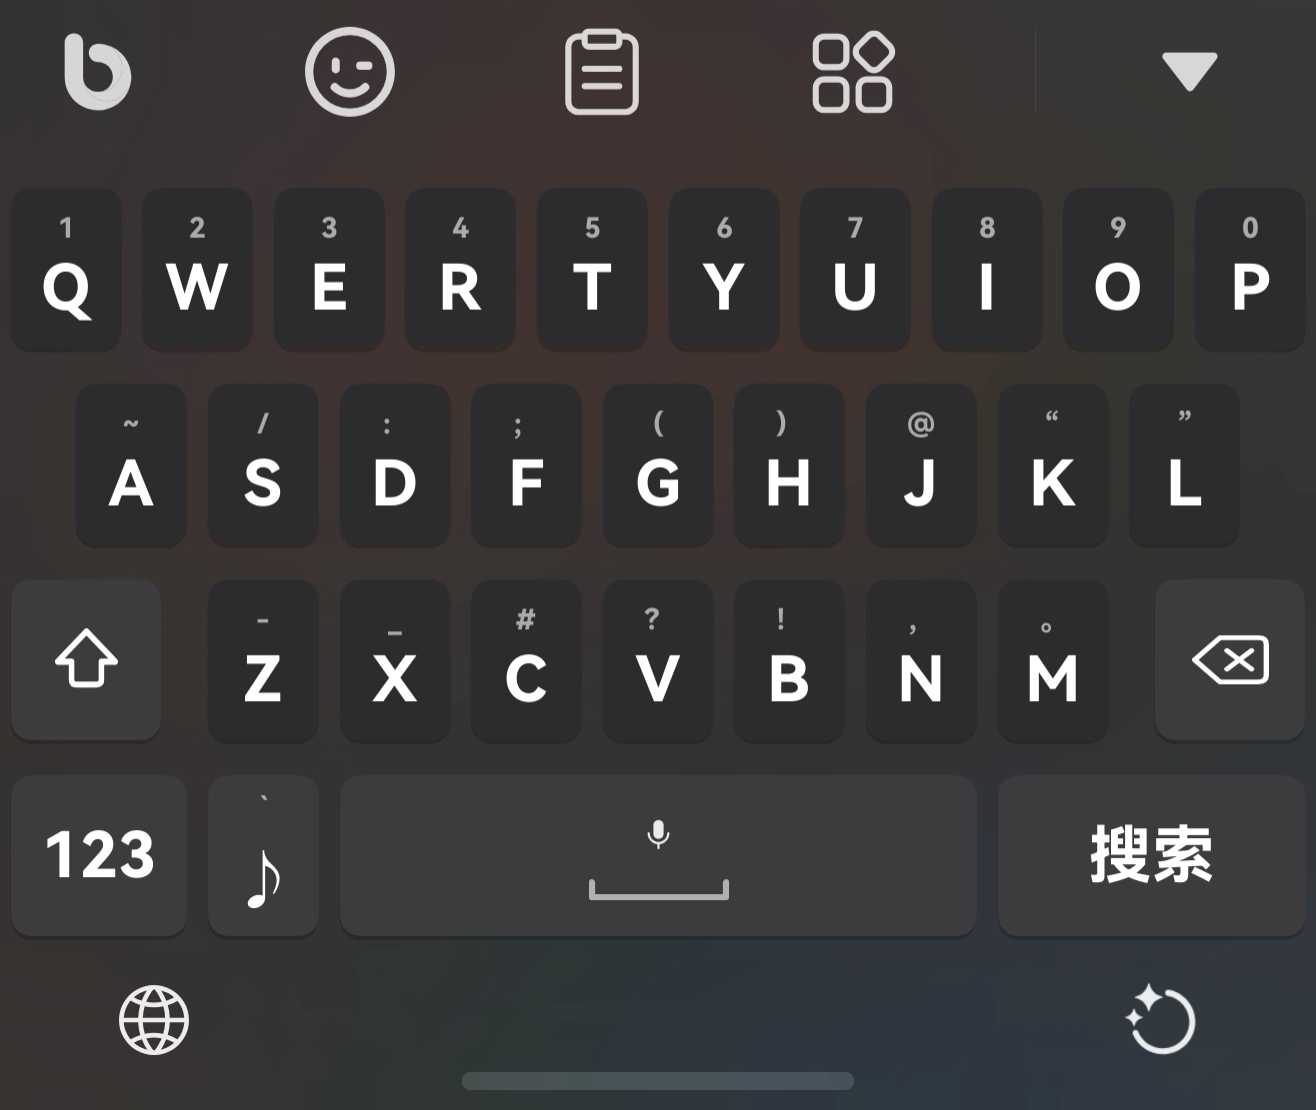 1 2 3 4 5 6 7 8 9 0
Q W E R T Y U I O P
~ / : ; ( ) @ “ ”
A S D F G H J K L
- _ # ? ! , 。
Z X C V B N M
`
123 搜索